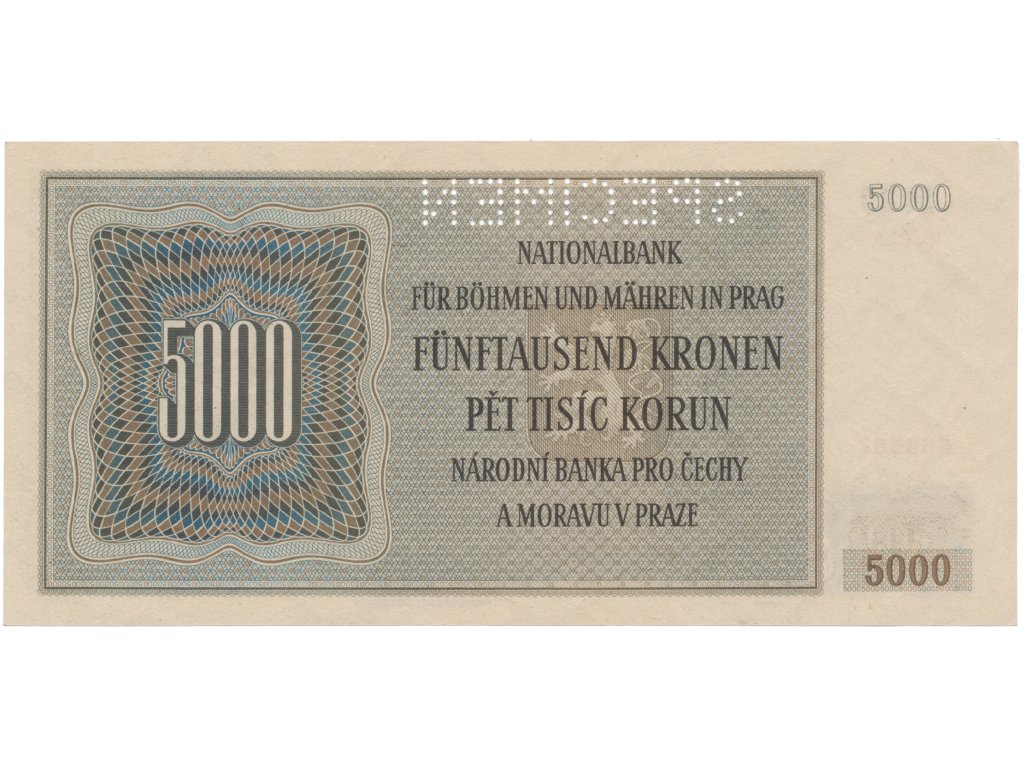 SPECIMEN
5000
NATIONALBANK
FÜR BÖHMEN UND MÄHREN IN PRAG
5000
FÜNFTAUSEND KRONEN
PĚT TISÍC KORUN
NÁRODNÍ BANKA PRO ČECHY
A MORAVU V PRAZE
5000